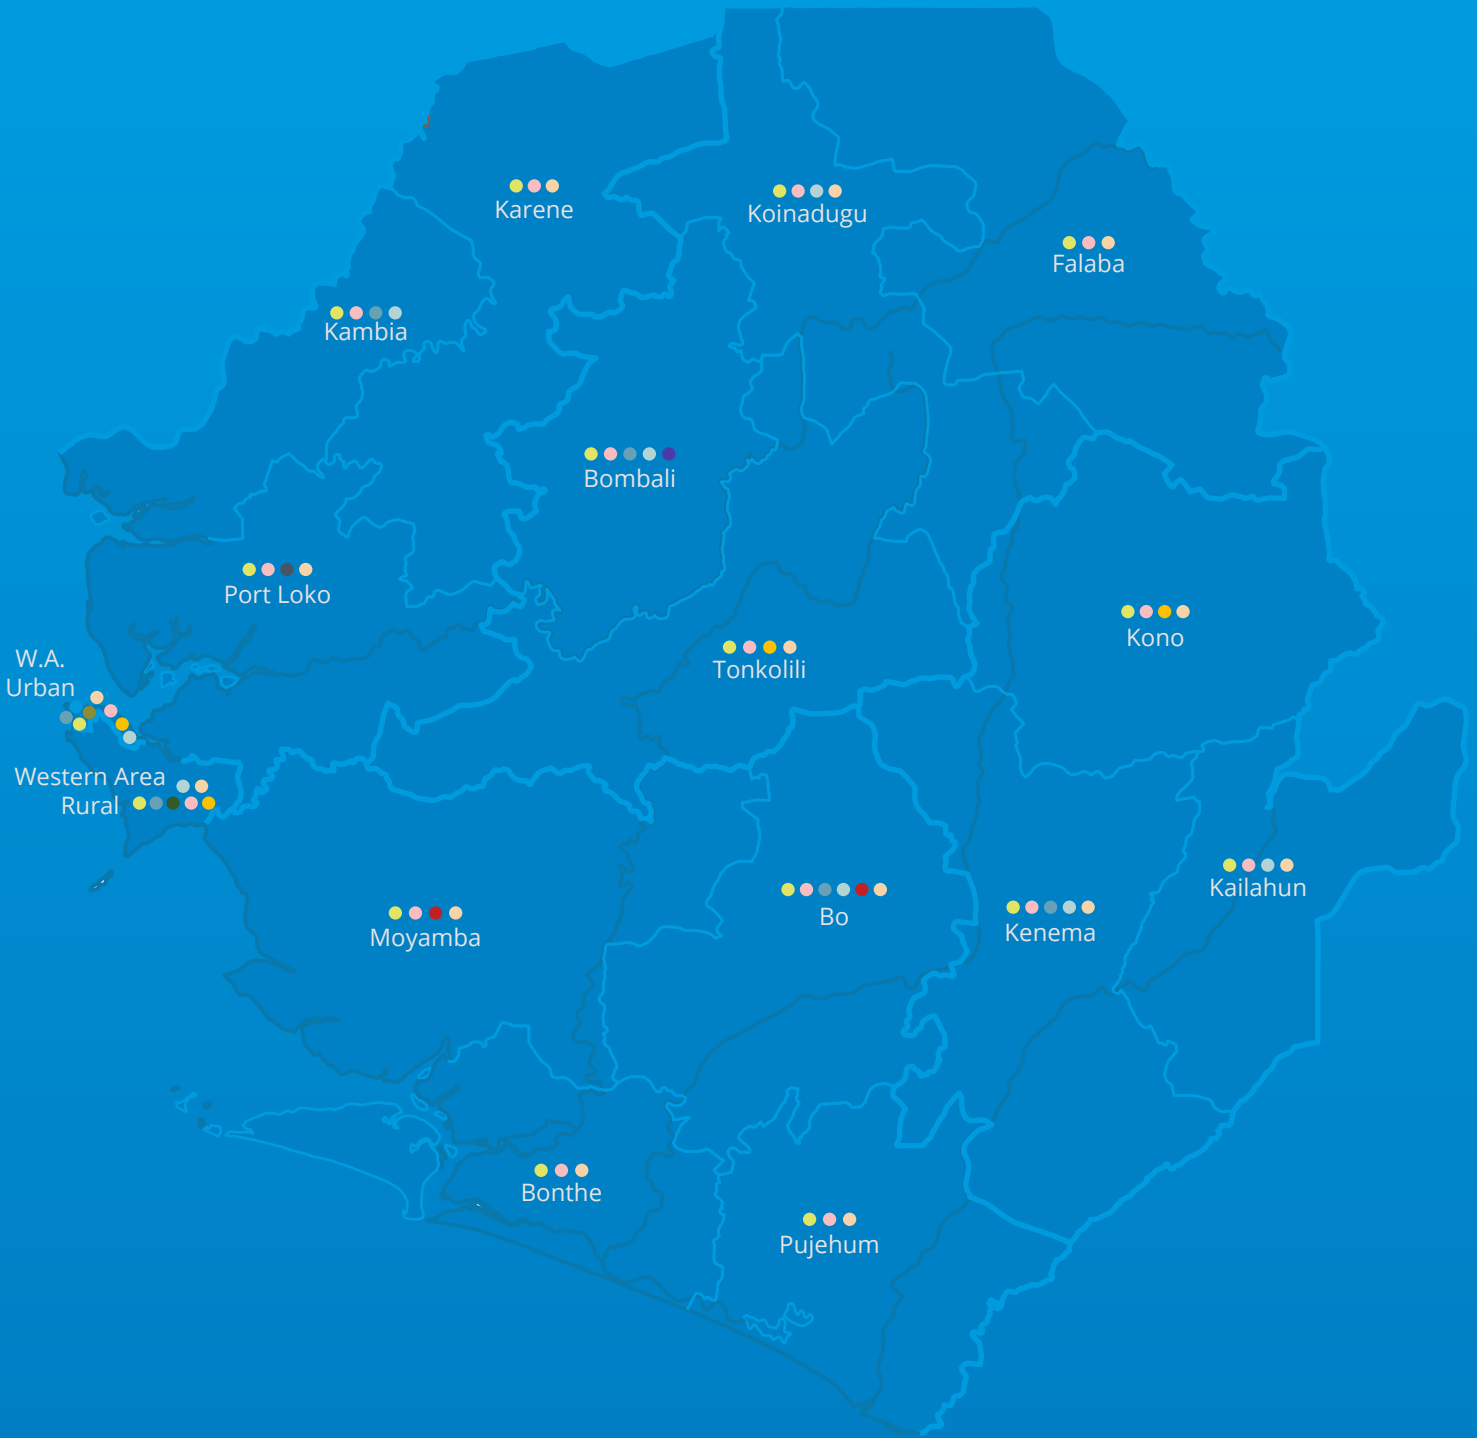 Karene
Koinadugu
Falaba
Kambia
Bombali
Port Loko
Kono
W.A.
Urban
Tonkolili
Western Area
Rural
Kailahun
Bo
Kenema
Moyamba
Bonthe
Pujehum